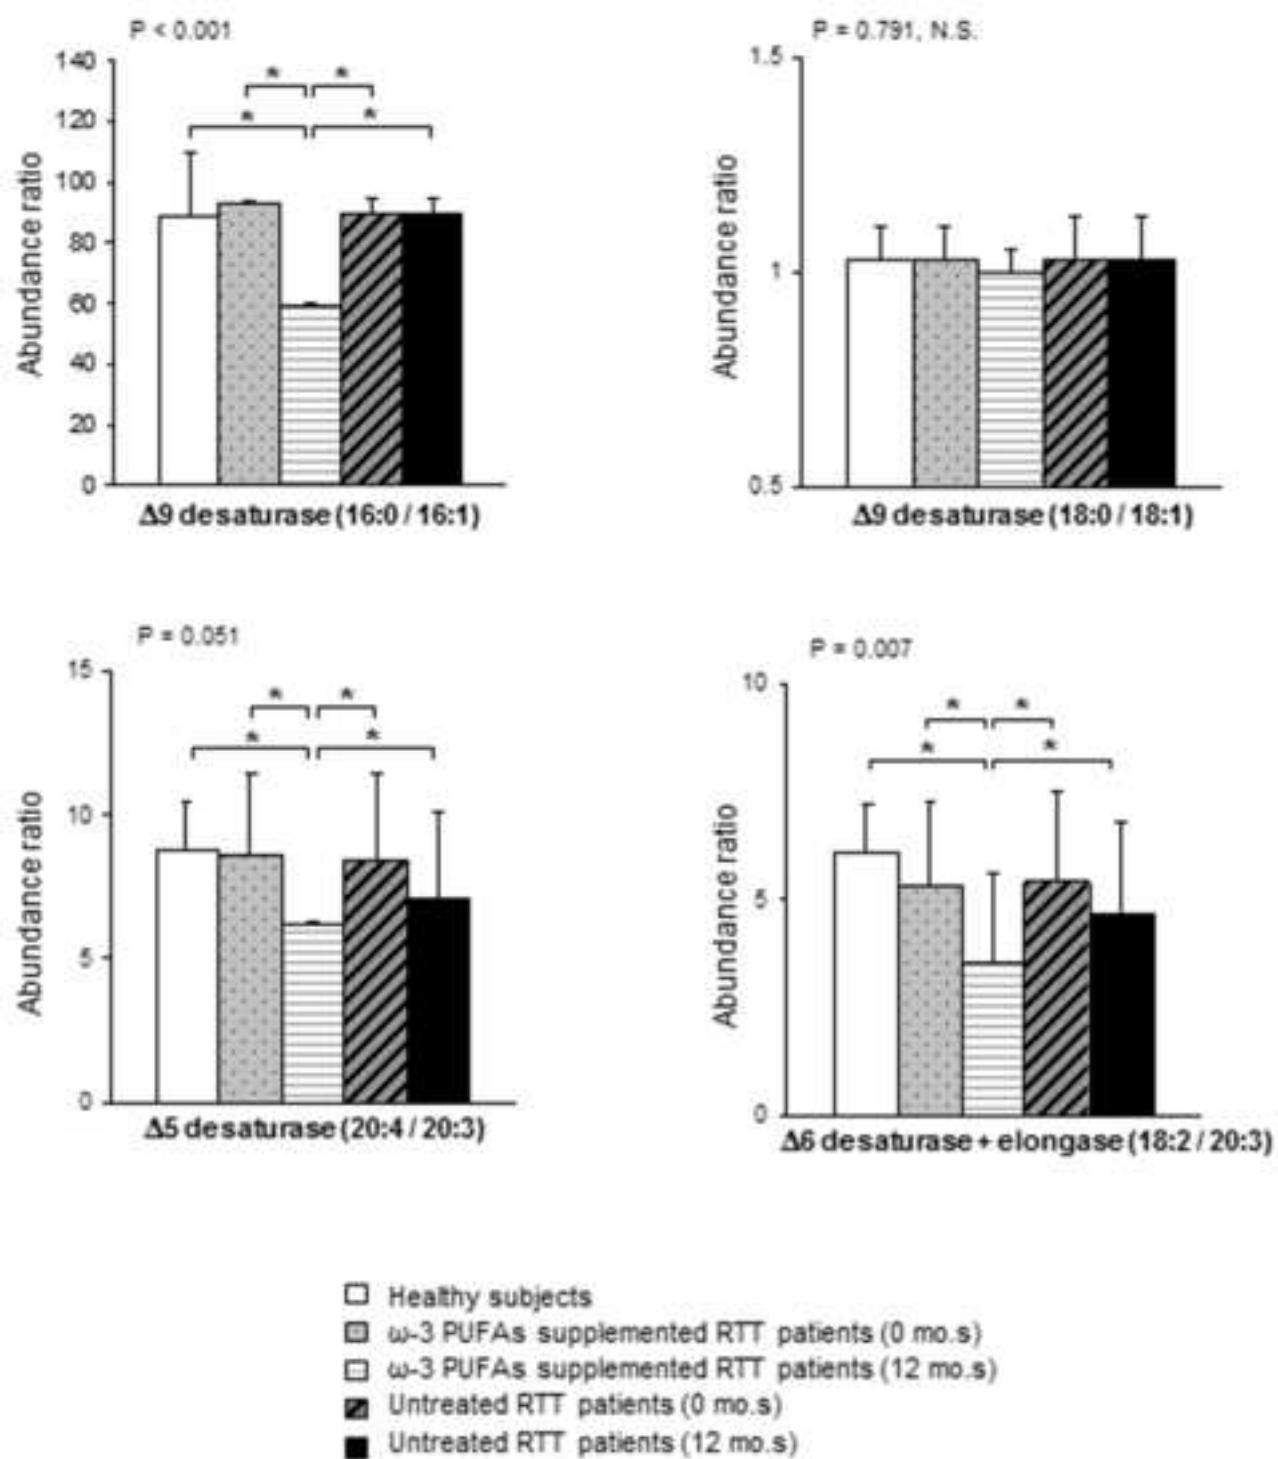 P < 0.001
140
120
100
80
60
40
20
0
Abundance ratio
* *
* *
Δ9 desaturase (16:0 / 16:1)
P = 0.791, N.S.
1.5
1
0.5
Abundance ratio
Δ9 desaturase (18:0 / 18:1)
P = 0.051
15
10
5
0
Abundance ratio
* *
* *
Δ5 desaturase (20:4 / 20:3)
P = 0.007
10
5
0
Abundance ratio
* *
* *
Δ6 desaturase + elongase (18:2 / 20:3)
Healthy subjects
ω-3 PUFAs supplemented RTT patients (0 mo.s)
ω-3 PUFAs supplemented RTT patients (12 mo.s)
Untreated RTT patients (0 mo.s)
Untreated RTT patients (12 mo.s)